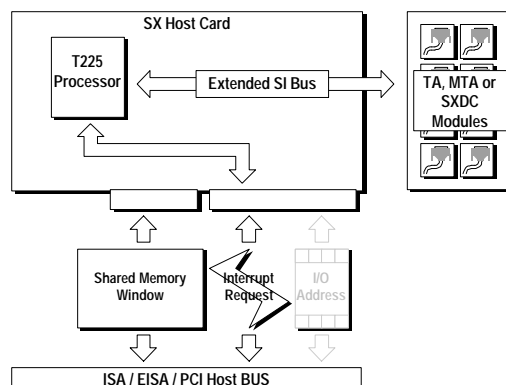 SX Host Card
T225
Processor
Extended SI Bus
TA, MTA or
SXDC
Modules
Shared Memory
Window
Interrupt
Request
I/O
Address
ISA / EISA / PCI Host BUS